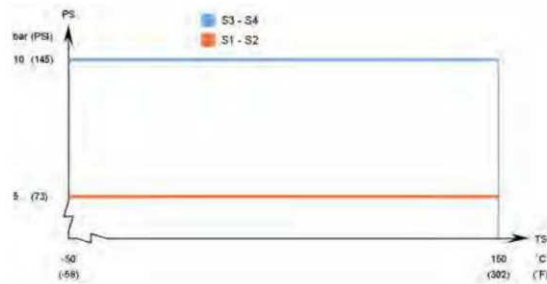 PS
S3 - S4
bar (PSI)
S1 - S2
10 (145)
5 (73)
TS
-50 150 °C
(-58) (302) (°F)